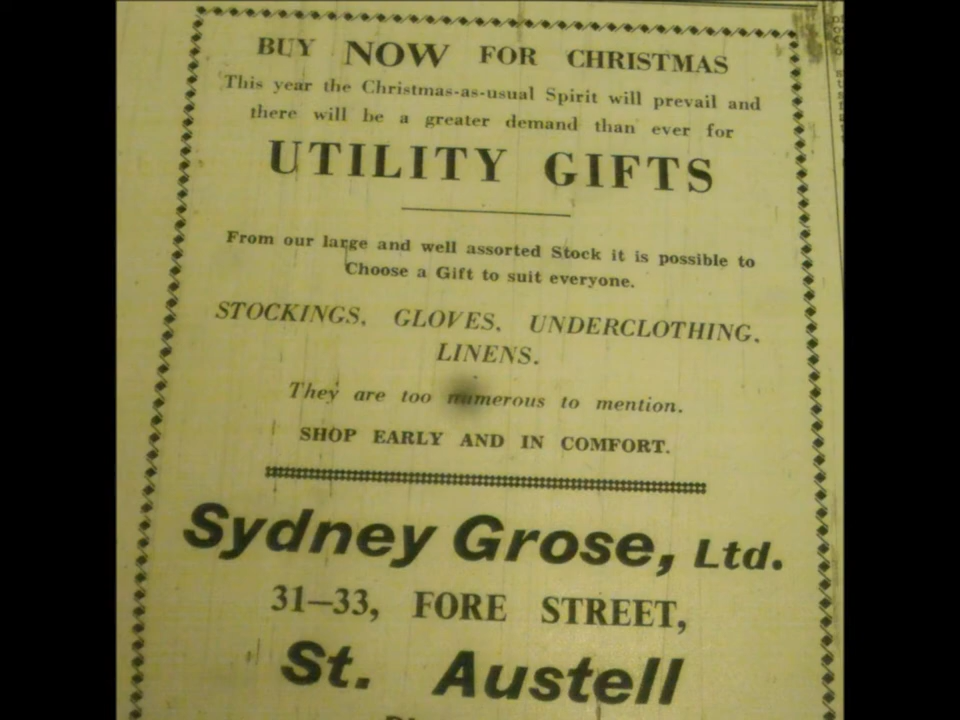 BUY NOW FOR CHRISTMAS
This year the Christmas-as-usual Spirit will prevail and
there will be a greater demand than ever for
UTILITY GIFTS
From our large and well assorted Stock it is possible to
Choose a Gift to suit everyone.
STOCKINGS, GLOVES, UNDERCLOTHING,
LINENS.
They are too numerous to mention.
SHOP EARLY AND IN COMFORT.
Sydney Grose, Ltd.
31–33, FORE STREET,
St. Austell